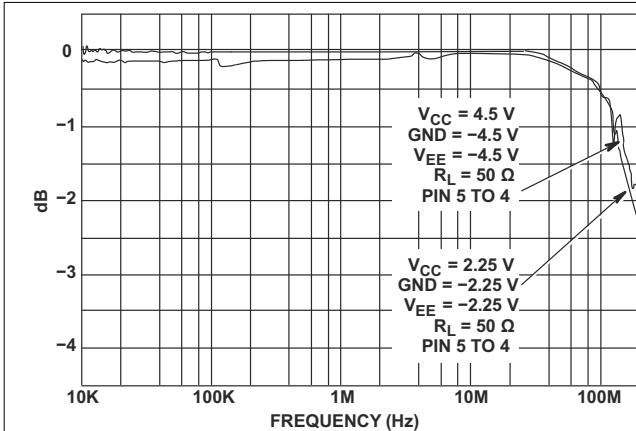 0
−1
−2
−3
−4
dB
V_CC = 4.5 V
GND = −4.5 V
V_EE = −4.5 V
R_L = 50 Ω
PIN 5 TO 4
V_CC = 2.25 V
GND = −2.25 V
V_EE = −2.25 V
R_L = 50 Ω
PIN 5 TO 4
10K 100K 1M 10M 100M
FREQUENCY (Hz)